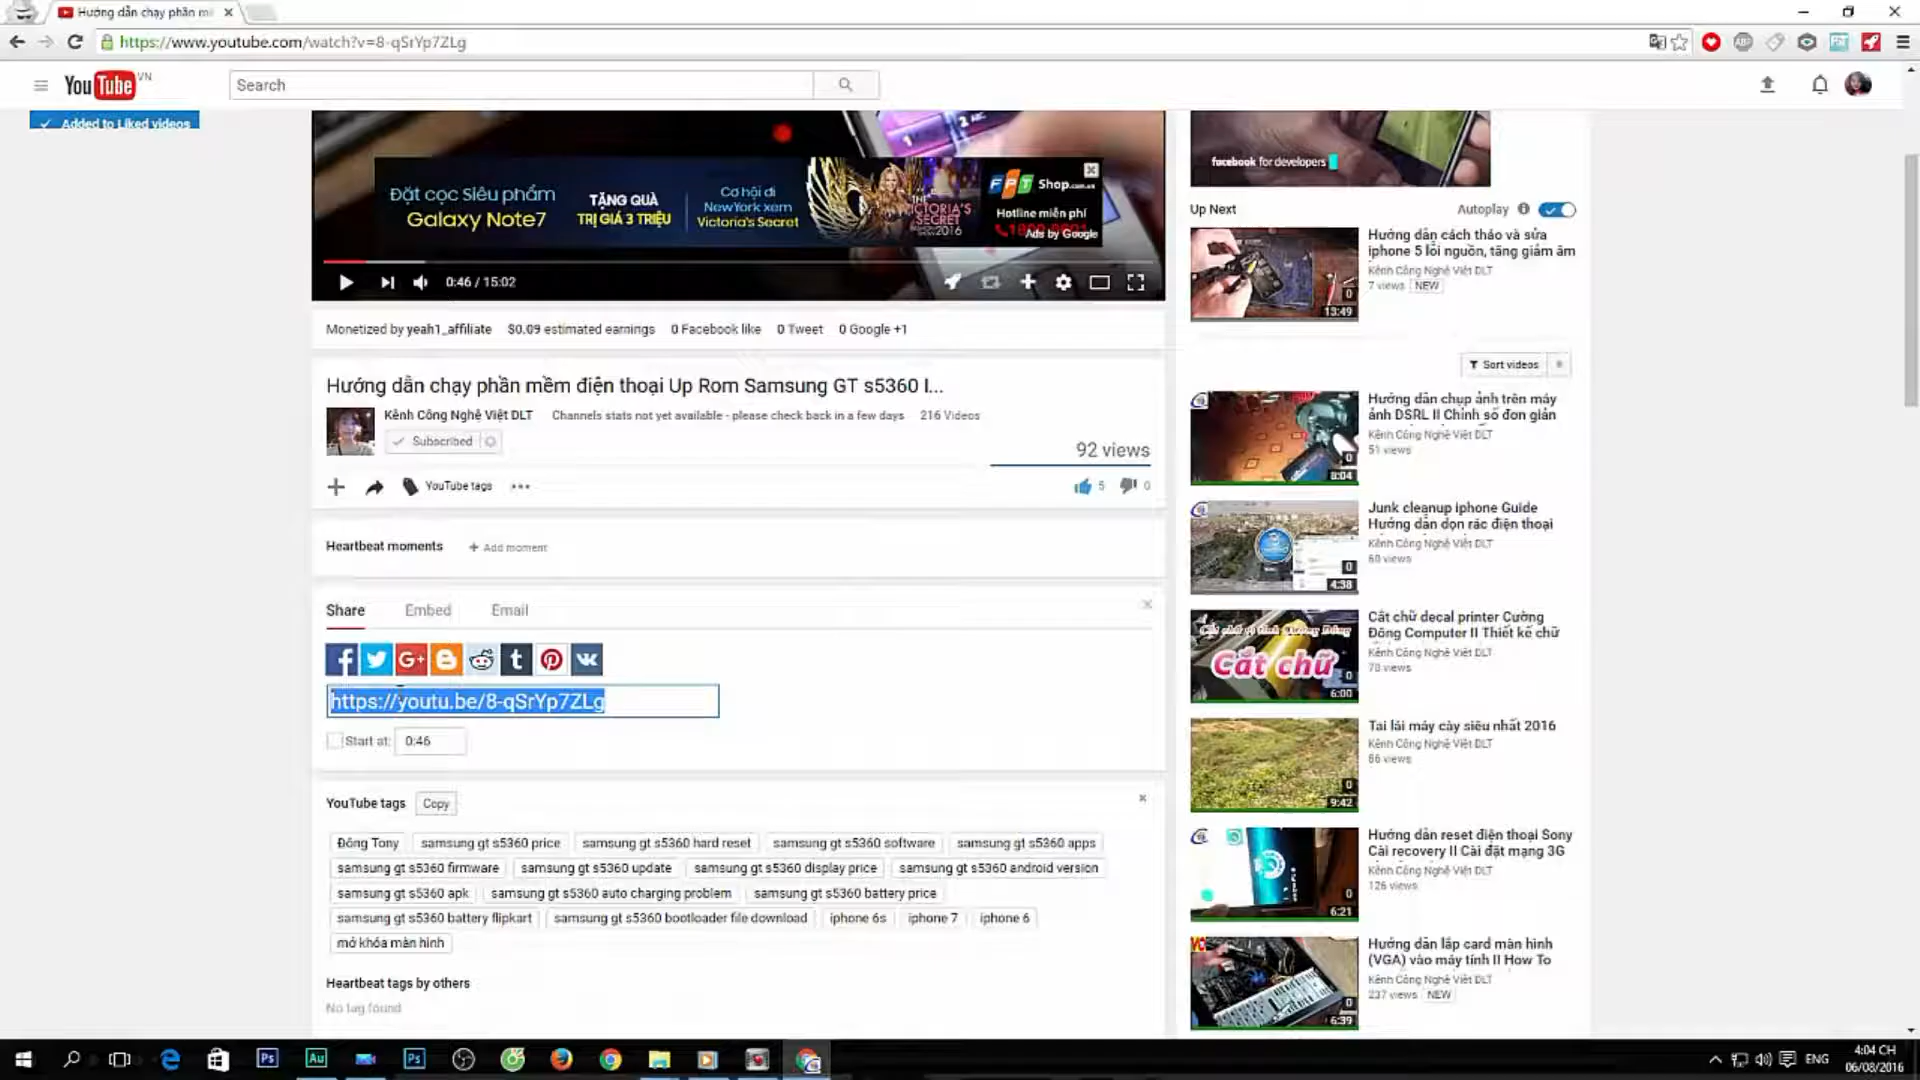 Hướng dẫn chạy phần mề
https://www.youtube.com/watch?v=8-qSrYp7ZLg
YouTube VN
Search
Added to Liked videos
Đặt cọc Siêu phẩm
Galaxy Note7
TẶNG QUÀ
TRỊ GIÁ 3 TRIỆU
Cơ hội đi
NewYork xem
Victoria's Secret
THE
VICTORIA'S
SECRET
FASHION SHOW 2016
FPT Shop.com.vn
Hotline miễn phí
Ads by Google
0:46 / 15:02
Monetized by yeah1_affiliate $0.09 estimated earnings 0 Facebook like 0 Tweet 0 Google +1
Hướng dẫn chạy phần mềm điện thoại Up Rom Samsung GT s5360 I...
Kênh Công Nghệ Việt DLT Channels stats not yet available - please check back in a few days 216 Videos
Subscribed
92 views
YouTube tags
5 0
Heartbeat moments + Add moment
Share Embed Email
https://youtu.be/8-qSrYp7ZLg
Start at: 0:46
YouTube tags Copy
Đông Tony samsung gt s5360 price samsung gt s5360 hard reset samsung gt s5360 software samsung gt s5360 apps
samsung gt s5360 firmware samsung gt s5360 update samsung gt s5360 display price samsung gt s5360 android version
samsung gt s5360 apk samsung gt s5360 auto charging problem samsung gt s5360 battery price
samsung gt s5360 battery flipkart samsung gt s5360 bootloader file download iphone 6s iphone 7 iphone 6
mở khóa màn hình
Heartbeat tags by others
No tag found
facebook for developers
Up Next Autoplay
Hướng dẫn cách tháo và sửa
iphone 5 lỗi nguồn, tăng giảm âm
Kênh Công Nghệ Việt DLT
7 views NEW
0
13:49
Sort videos
Hướng dẫn chụp ảnh trên máy
ảnh DSRL II Chỉnh số đơn giản
Kênh Công Nghệ Việt DLT
51 views
0
8:04
Junk cleanup iphone Guide
Hướng dẫn dọn rác điện thoại
Kênh Công Nghệ Việt DLT
60 views
0
4:38
Cắt chữ decal printer Cường
Đông Computer II Thiết kế chữ
Kênh Công Nghệ Việt DLT
78 views
Cắt chữ
0
6:00
Tai lái máy cày siêu nhất 2016
Kênh Công Nghệ Việt DLT
66 views
0
9:42
Hướng dẫn reset điện thoại Sony
Cài recovery II Cài đặt mạng 3G
Kênh Công Nghệ Việt DLT
126 views
0
6:21
Hướng dẫn lắp card màn hình
(VGA) vào máy tính II How To
Kênh Công Nghệ Việt DLT
237 views NEW
0
6:39
ENG
4:04 CH
06/08/2016